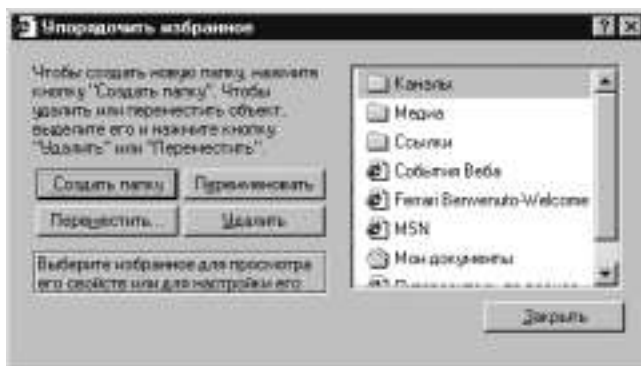 Упорядочить избранное
Чтобы создать новую папку, нажмите
кнопку "Создать папку". Чтобы
удалить или переместить объект,
выделите его и нажмите кнопку
"Удалить" или "Переместить".
Создать папку
Переименовать
Переместить...
Удалить
Выберите избранное для просмотра
его свойств или для настройки его
Каналы
Медиа
Ссылки
События Веба
Ferrari Benvenuto-Welcome
MSN
Мои документы
Закрыть